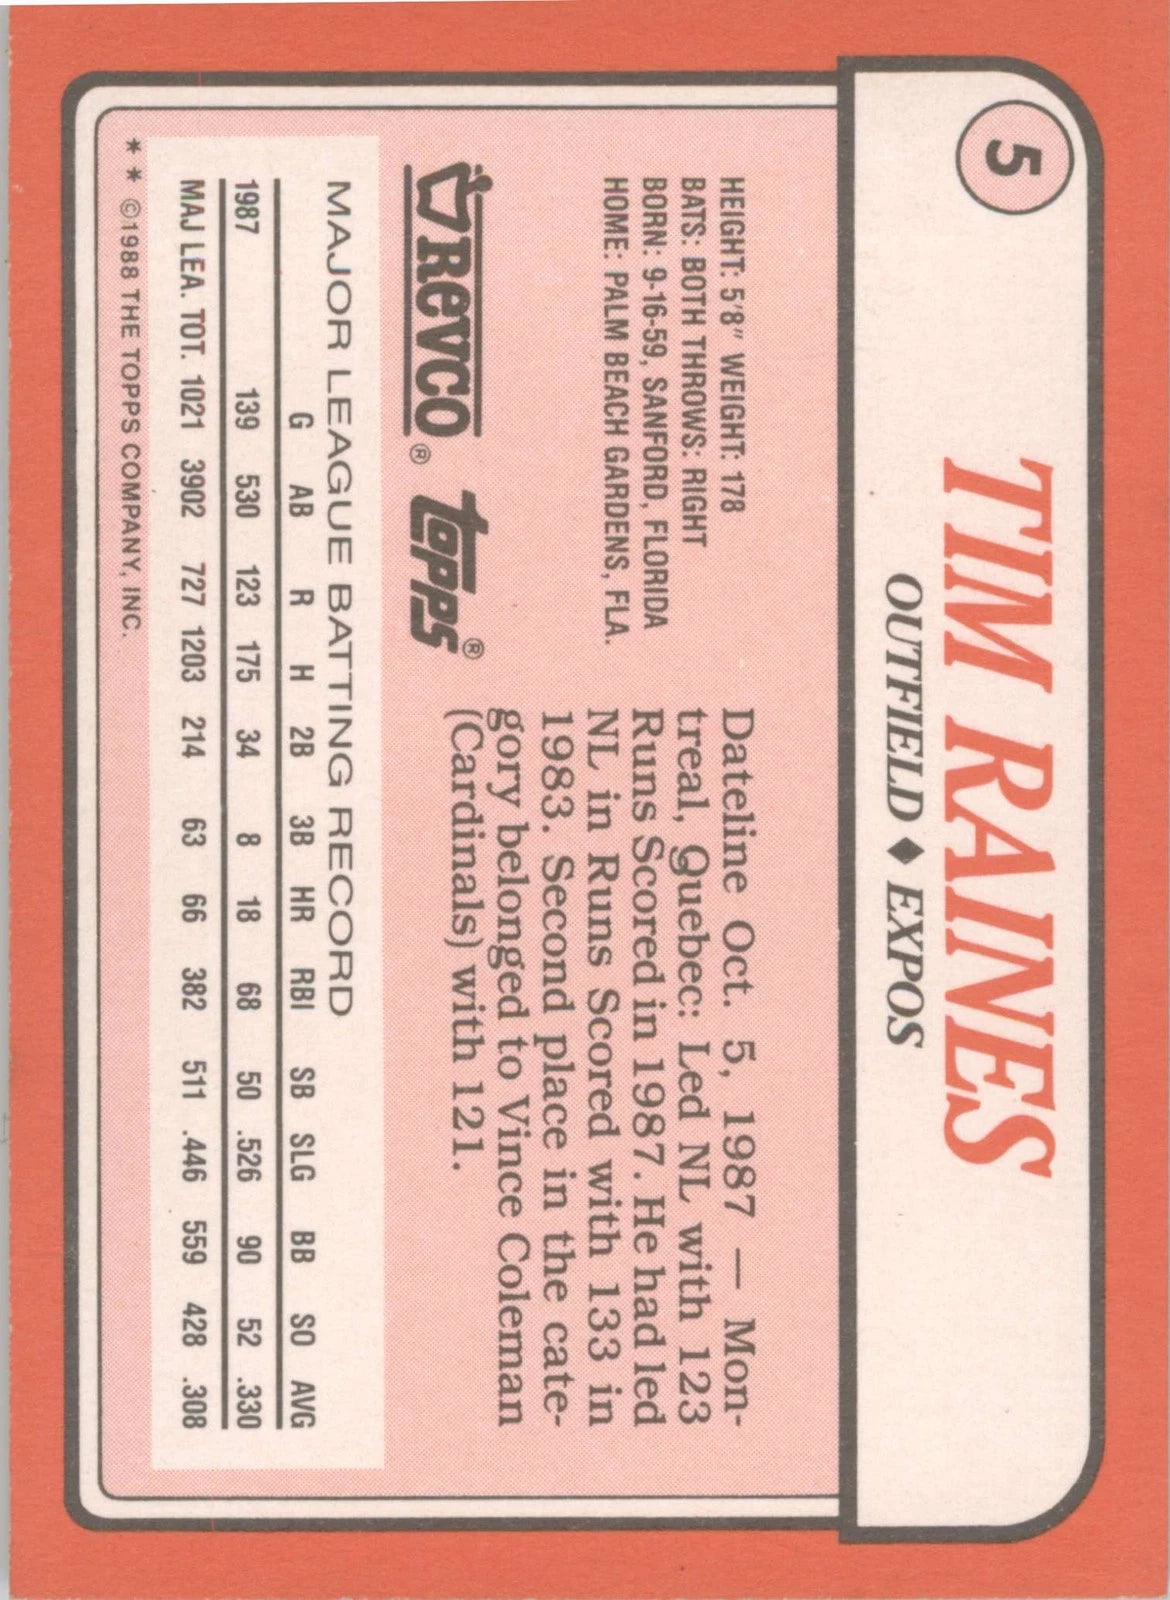 5
TIM RAINES
OUTFIELD ♦ EXPOS
HEIGHT: 5'8" WEIGHT: 178
BATS: BOTH THROWS: RIGHT
BORN: 9-16-59, SANFORD, FLORIDA
HOME: PALM BEACH GARDENS, FLA.
REVCO® TOPPS®
Dateline Oct. 5, 1987 — Mon-
treal, Quebec: Led NL with 123
Runs Scored in 1987. He had led
NL in Runs Scored with 133 in
1983. Second place in the cate-
gory belonged to Vince Coleman
(Cardinals) with 121.
MAJOR LEAGUE BATTING RECORD
G AB R H 2B 3B HR RBI SB SLG BB SO AVG
1987 139 530 123 175 34 8 18 68 50 .526 90 52 .330
MAJ LEA. TOT. 1021 3902 727 1203 214 63 66 382 511 .446 559 428 .308
* * ©1988 THE TOPPS COMPANY, INC.